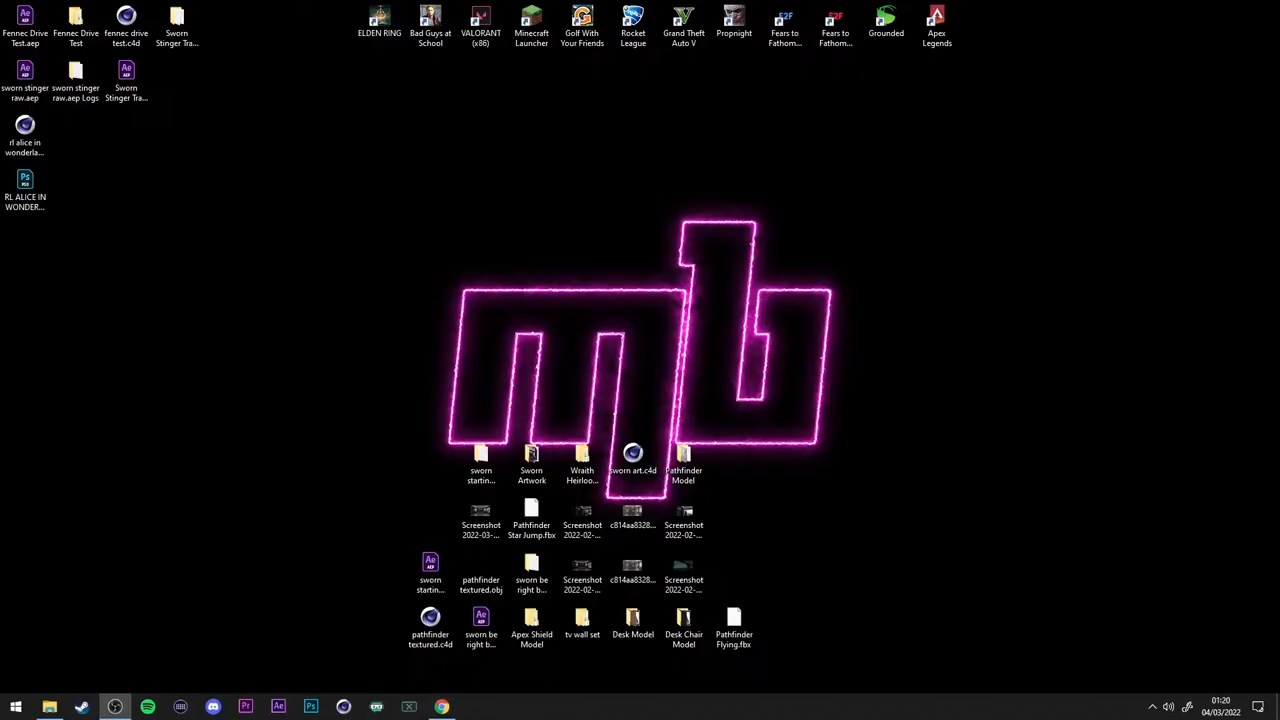 Fennec Drive
Test.aep
Fennec Drive
Test
fennec drive
test.c4d
Sworn
Stinger Tra...
ELDEN RING
Bad Guys at
School
VALORANT
(x86)
Minecraft
Launcher
Golf With
Your Friends
Rocket
League
Grand Theft
Auto V
Propnight
Fears to
Fathom...
Fears to
Fathom...
Grounded
Apex
Legends
sworn stinger
raw.aep
sworn stinger
raw.aep Logs
Sworn
Stinger Tra...
rl alice in
wonderla...
RL ALICE IN
WONDER...
mb
sworn
startin...
Sworn
Artwork
Wraith
Heirloo...
sworn art.c4d
Pathfinder
Model
Screenshot
2022-03-...
Pathfinder
Star Jump.fbx
Screenshot
2022-02-...
c814aa8328...
Screenshot
2022-02-...
sworn
startin...
pathfinder
textured.obj
sworn be
right b...
Screenshot
2022-02-...
c814aa8328...
Screenshot
2022-02-...
pathfinder
textured.c4d
sworn be
right b...
Apex Shield
Model
tv wall set
Desk Model
Desk Chair
Model
Pathfinder
Flying.fbx
01:20
04/03/2022